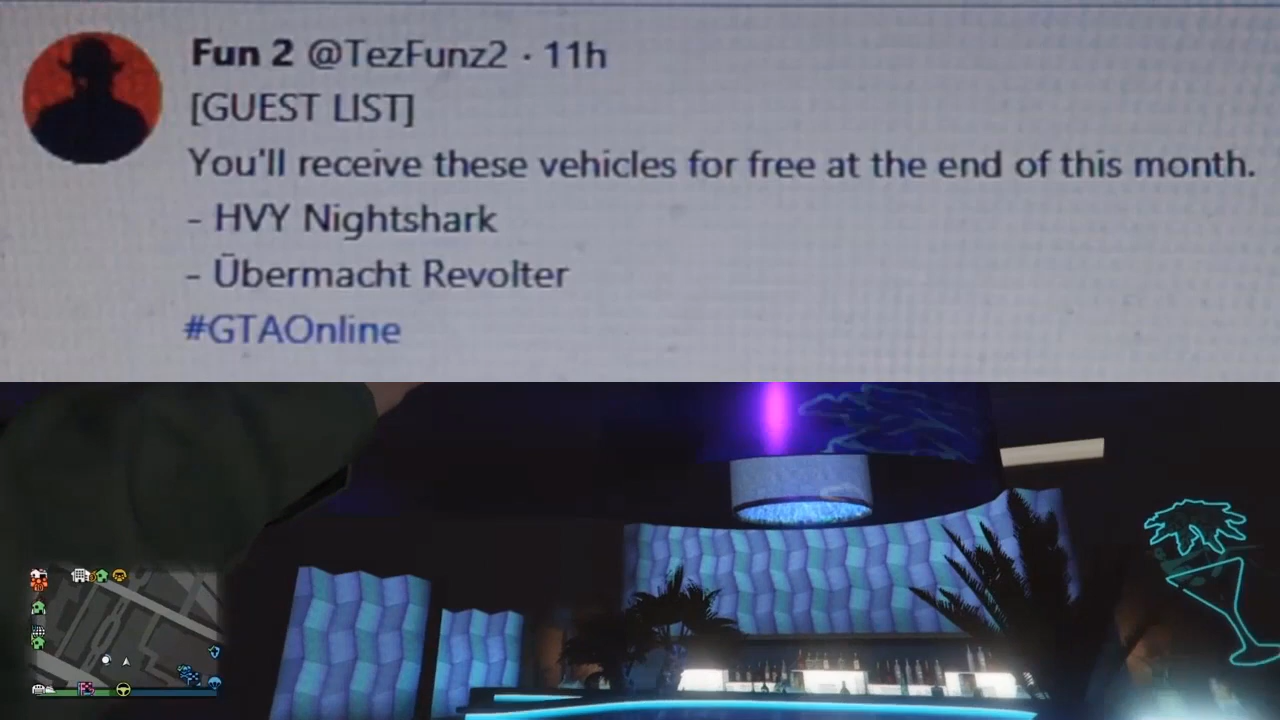 Fun 2 @TezFunz2 · 11h
[GUEST LIST]
You'll receive these vehicles for free at the end of this month.
- HVY Nightshark
- Übermacht Revolter
#GTAOnline